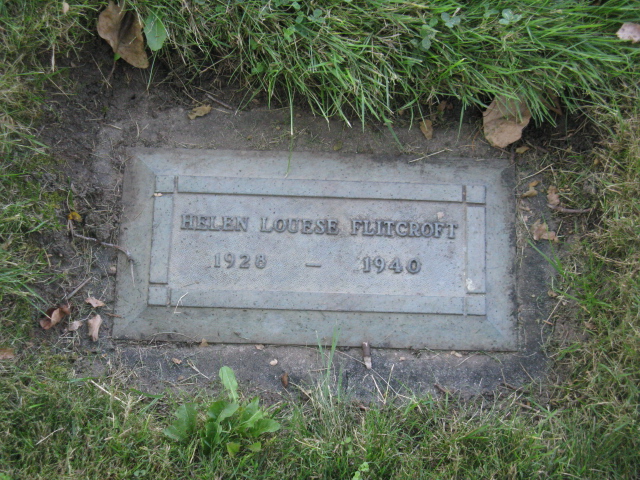 HELEN LOUESE FLITCROFT
1928 — 1940